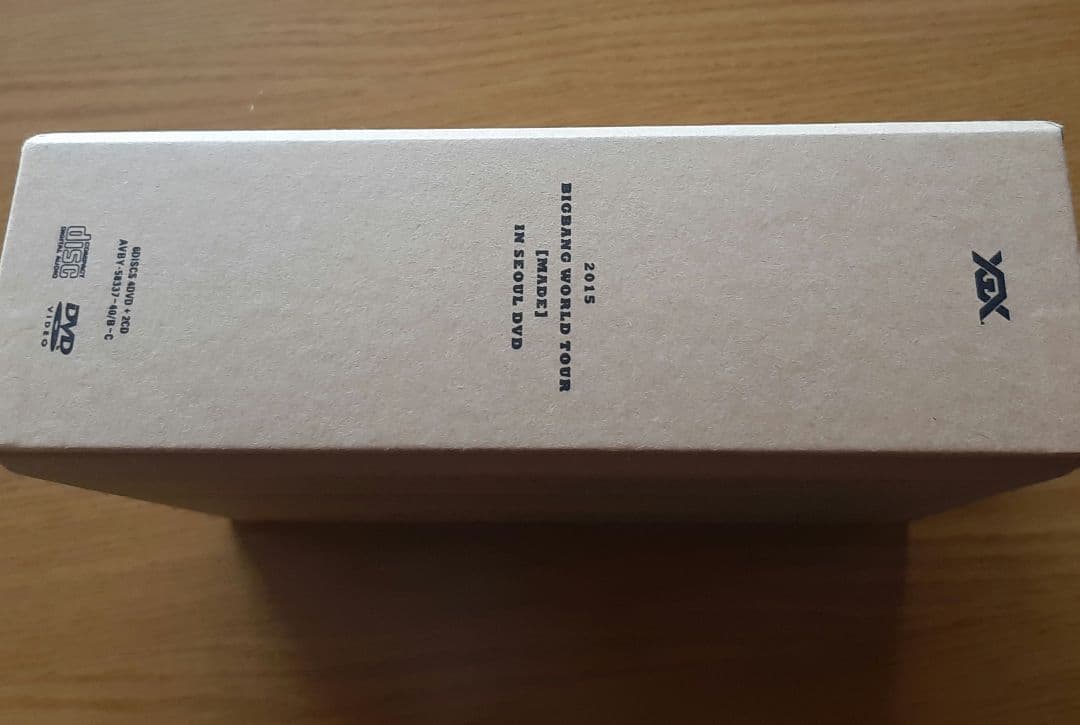 2015
BIGBANG WORLD TOUR
[MADE]
IN SEOUL DVD
6DISCS 4DVD + 2CD
AVBY-58337~40/B~C
COMPACT
disc
DIGITAL AUDIO
DVD
VIDEO